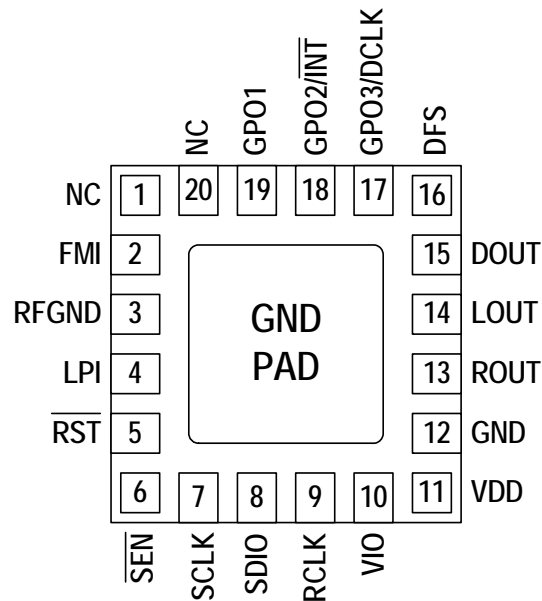 NC
GPO1
GPO2/INT
GPO3/DCLK
DFS
NC 1 20 19 18 17 16
FMI 2 15 DOUT
RFGND 3 14 LOUT
GND
PAD
LPI 4 13 ROUT
RST 5 12 GND
6 7 8 9 10 11 VDD
SEN
SCLK
SDIO
RCLK
VIO